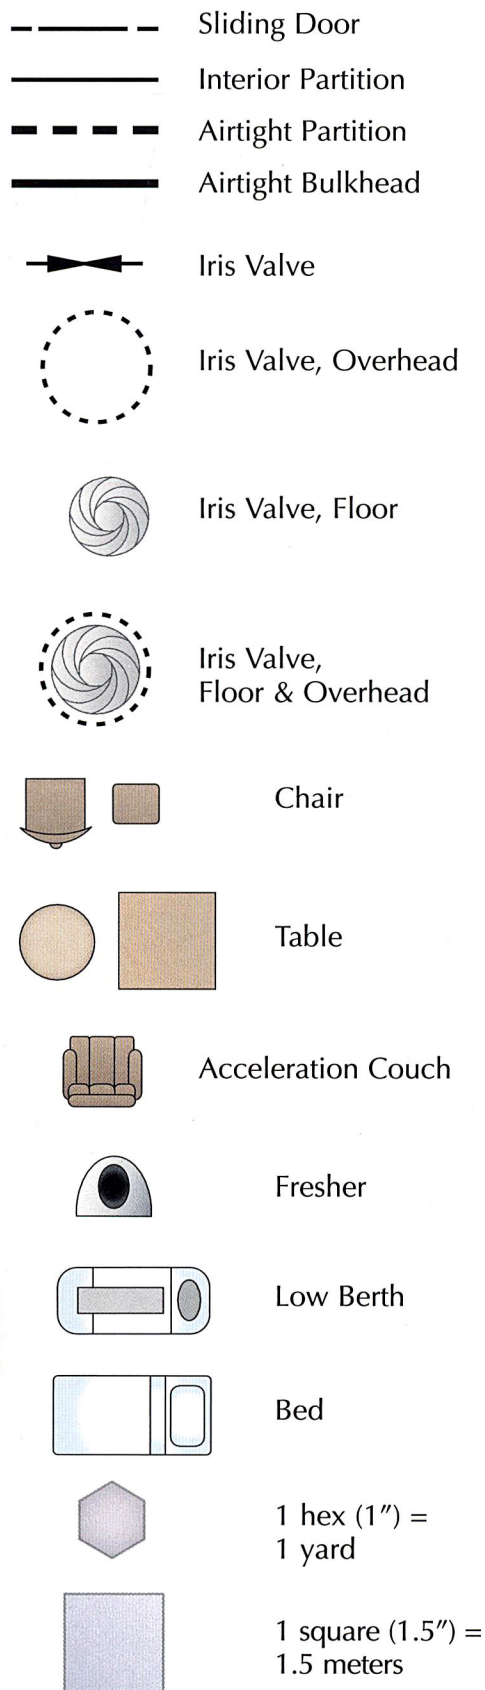 Sliding Door
Interior Partition
Airtight Partition
Airtight Bulkhead
Iris Valve
Iris Valve, Overhead
Iris Valve, Floor
Iris Valve,
Floor & Overhead
Chair
Table
Acceleration Couch
Fresher
Low Berth
Bed
1 hex (1″) =
1 yard
1 square (1.5″) =
1.5 meters